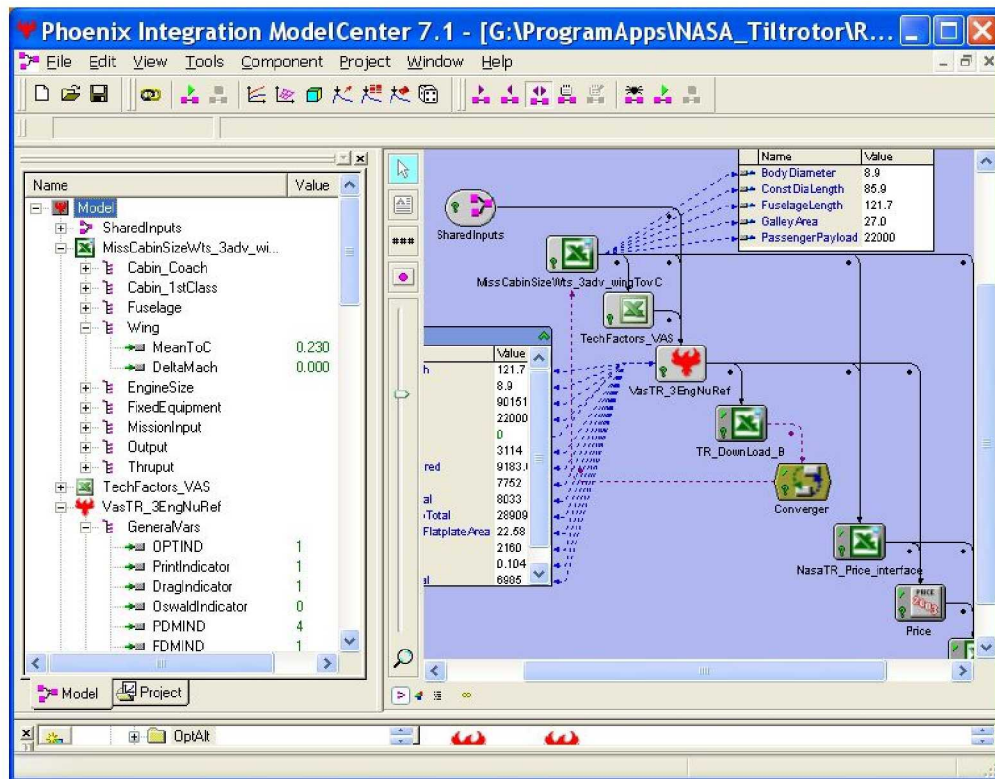 Phoenix Integration ModelCenter 7.1 - [G:\ProgramApps\NASA_Tiltrotor\R...
File Edit View Tools Component Project Window Help
Name Value
Model
SharedInputs
MissCabinSizeWts_3adv_wi...
Cabin_Coach
Cabin_1stClass
Fuselage
Wing
MeanToC 0.230
DeltaMach 0.000
EngineSize
FixedEquipment
MissionInput
Output
Thruput
TechFactors_VAS
VasTR_3EngNuRef
GeneralVars
OPTIND 1
PrintIndicator 1
DragIndicator 1
OswaldIndicator 0
PDMIND 4
FDMIND 1
Model Project
OptAlt
Name Value
BodyDiameter 8.9
ConstDiaLength 85.9
FuselageLength 121.7
GalleyArea 27.0
PassengerPayload 22000
SharedInputs
MissCabinSizeWts_3adv_wingTovC
TechFactors_VAS
VasTR_3EngNuRef
TR_DownLoad_B
Converger
NasaTR_Price_interface
PRICE
2003
Price
Value
h 121.7
8.9
90151
22000
0
3114
red 9183.
7752
al 8033
Total 28909
FlatplateArea 22.58
2160
0.104
al 6985